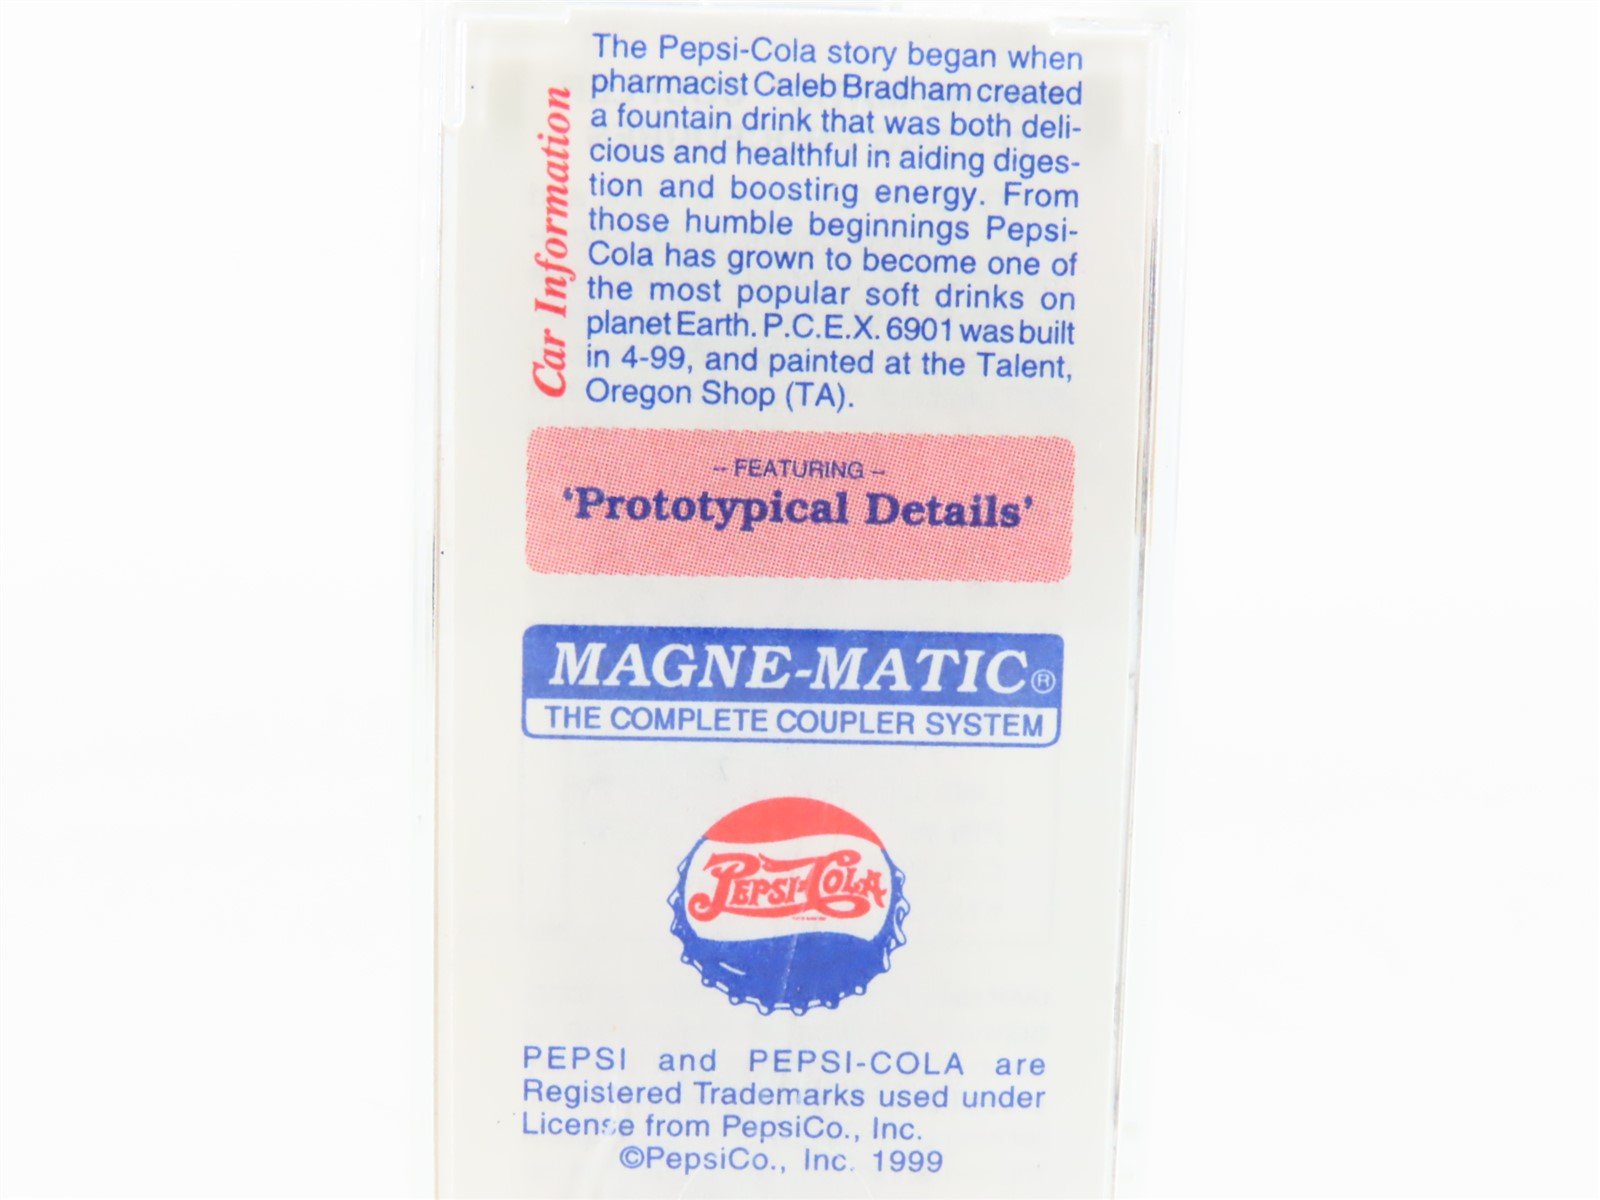 Car Information
The Pepsi-Cola story began when
pharmacist Caleb Bradham created
a fountain drink that was both deli-
cious and healthful in aiding diges-
tion and boosting energy. From
those humble beginnings Pepsi-
Cola has grown to become one of
the most popular soft drinks on
planet Earth. P.C.E.X. 6901 was built
in 4-99, and painted at the Talent,
Oregon Shop (TA).
-- FEATURING --
'Prototypical Details'
MAGNE-MATIC®
THE COMPLETE COUPLER SYSTEM
PEPSI-COLA
PEPSI and PEPSI-COLA are
Registered Trademarks used under
License from PepsiCo., Inc.
©PepsiCo., Inc. 1999